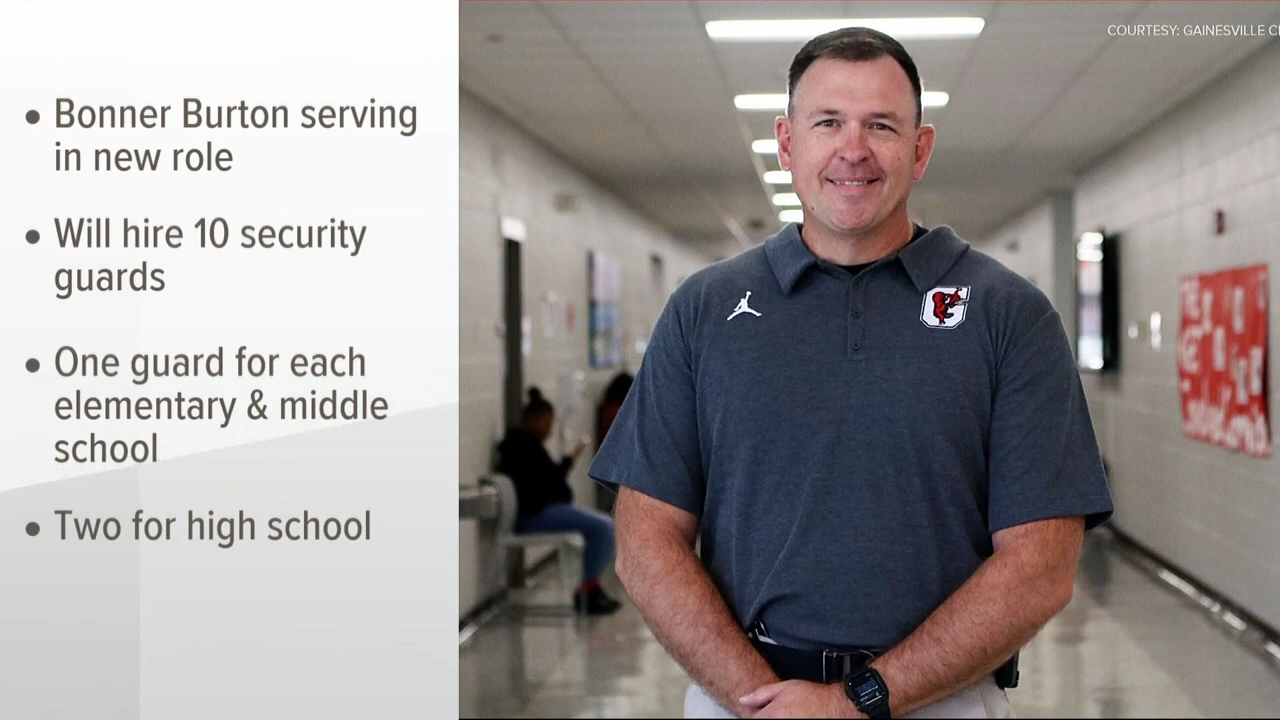 COURTESY: GAINESVILLE
• Bonner Burton serving
in new role
• Will hire 10 security
guards
• One guard for each
elementary & middle
school
• Two for high school